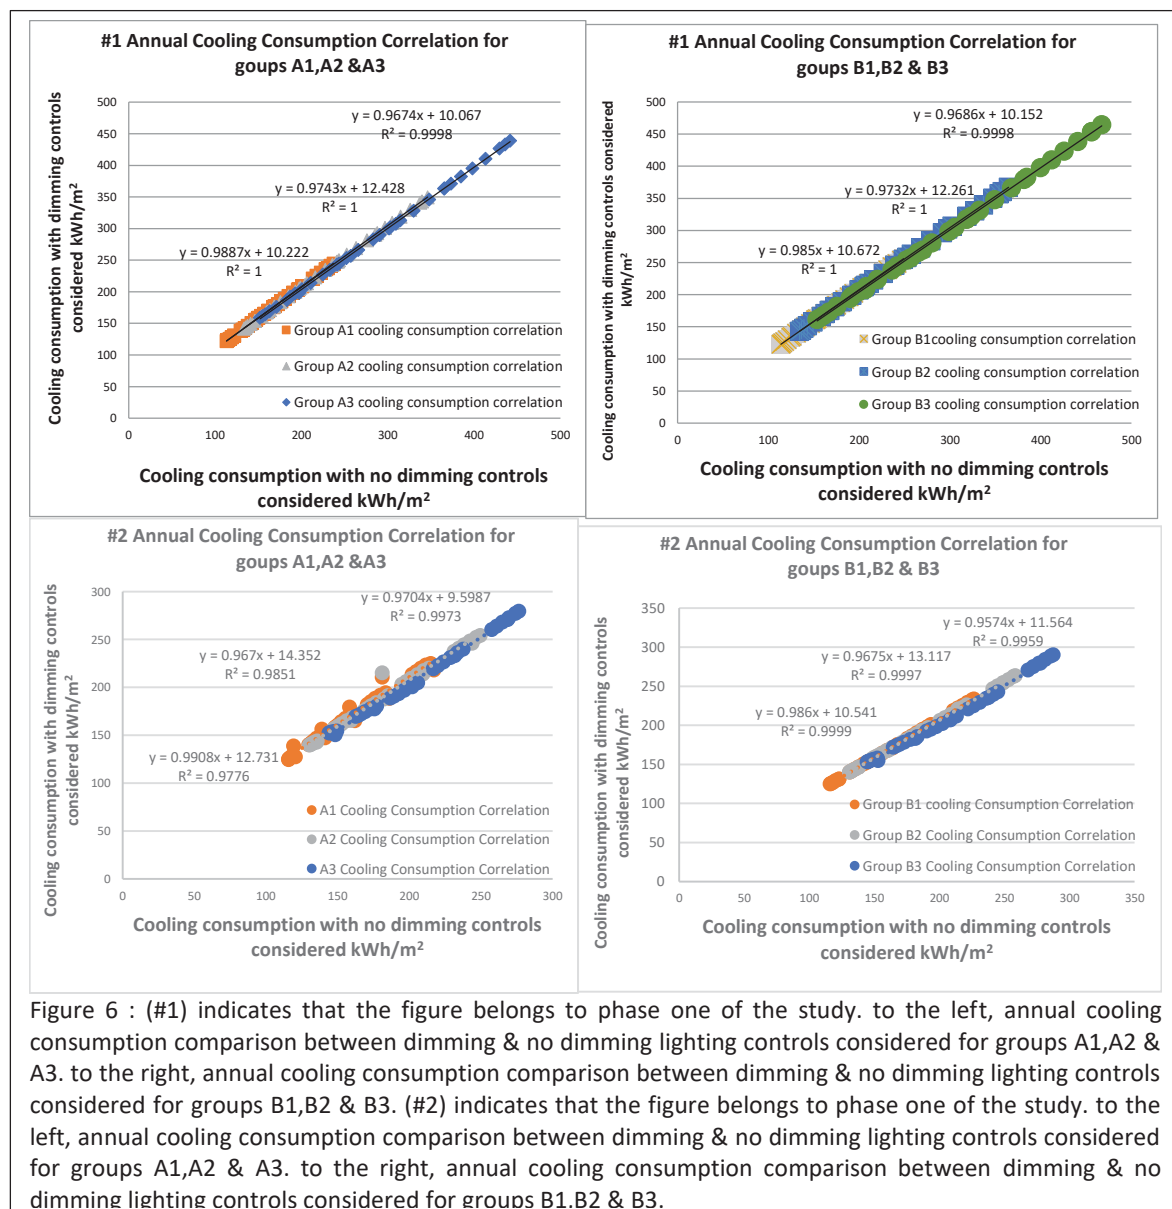 #1 Annual Cooling Consumption Correlation for
goups A1,A2 &A3
Cooling consumption with dimming controls
considered kWh/m²
500
450
400
350
300
250
200
150
100
50
0
y = 0.9674x + 10.067
R² = 0.9998
y = 0.9743x + 12.428
R² = 1
y = 0.9887x + 10.222
R² = 1
Group A1 cooling consumption correlation
Group A2 cooling consumption correlation
Group A3 cooling consumption correlation
0 100 200 300 400 500
Cooling consumption with no dimming controls
considered kWh/m²
#1 Annual Cooling Consumption Correlation for
goups B1,B2 & B3
Cooling consumption with dimming controls considered
kWh/m²
500
450
400
350
300
250
200
150
100
50
0
y = 0.9686x + 10.152
R² = 0.9998
y = 0.9732x + 12.261
R² = 1
y = 0.985x + 10.672
R² = 1
Group B1cooling consumption correlation
Group B2 cooling consumption correlation
Group B3 cooling consumption correlation
0 100 200 300 400 500
Cooling consumption with no dimming controls
considered kWh/m²
#2 Annual Cooling Consumption Correlation for
goups A1,A2 &A3
Cooling consumption with dimming controls
considered kWh/m²
300
250
200
150
100
50
0
y = 0.9704x + 9.5987
R² = 0.9973
y = 0.967x + 14.352
R² = 0.9851
y = 0.9908x + 12.731
R² = 0.9776
A1 Cooling Consumption Correlation
A2 Cooling Consumption Correlation
A3 Cooling Consumption Correlation
0 50 100 150 200 250 300
Cooling consumption with no dimming controls
considered kWh/m²
#2 Annual Cooling Consumption Correlation for
goups B1,B2 & B3
Cooling consumption with dimming controls
considered kWh/m²
350
300
250
200
150
100
50
0
y = 0.9574x + 11.564
R² = 0.9959
y = 0.9675x + 13.117
R² = 0.9997
y = 0.986x + 10.541
R² = 0.9999
Group B1 cooling Consumption Correlation
Group B2 Cooling Consumption Correlation
Group B3 Cooling Consumption Correlation
0 50 100 150 200 250 300 350
Cooling consumption with no dimming controls
considered kWh/m²
Figure 6 : (#1) indicates that the figure belongs to phase one of the study. to the left, annual cooling
consumption comparison between dimming & no dimming lighting controls considered for groups A1,A2 &
A3. to the right, annual cooling consumption comparison between dimming & no dimming lighting controls
considered for groups B1,B2 & B3. (#2) indicates that the figure belongs to phase one of the study. to the
left, annual cooling consumption comparison between dimming & no dimming lighting controls considered
for groups A1,A2 & A3. to the right, annual cooling consumption comparison between dimming & no
dimming lighting controls considered for groups B1,B2 & B3.